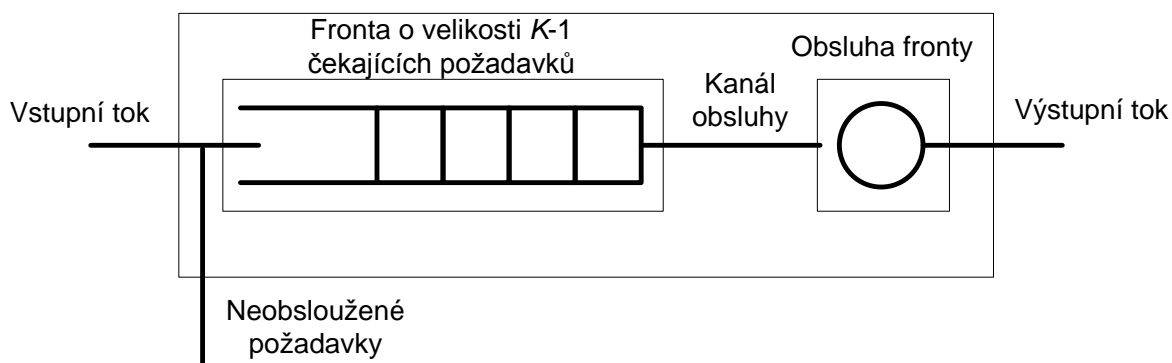 Fronta o velikosti K-1
čekajících požadavků
Obsluha fronty
Kanál
obsluhy
Vstupní tok
Výstupní tok
Neobsloužené
požadavky